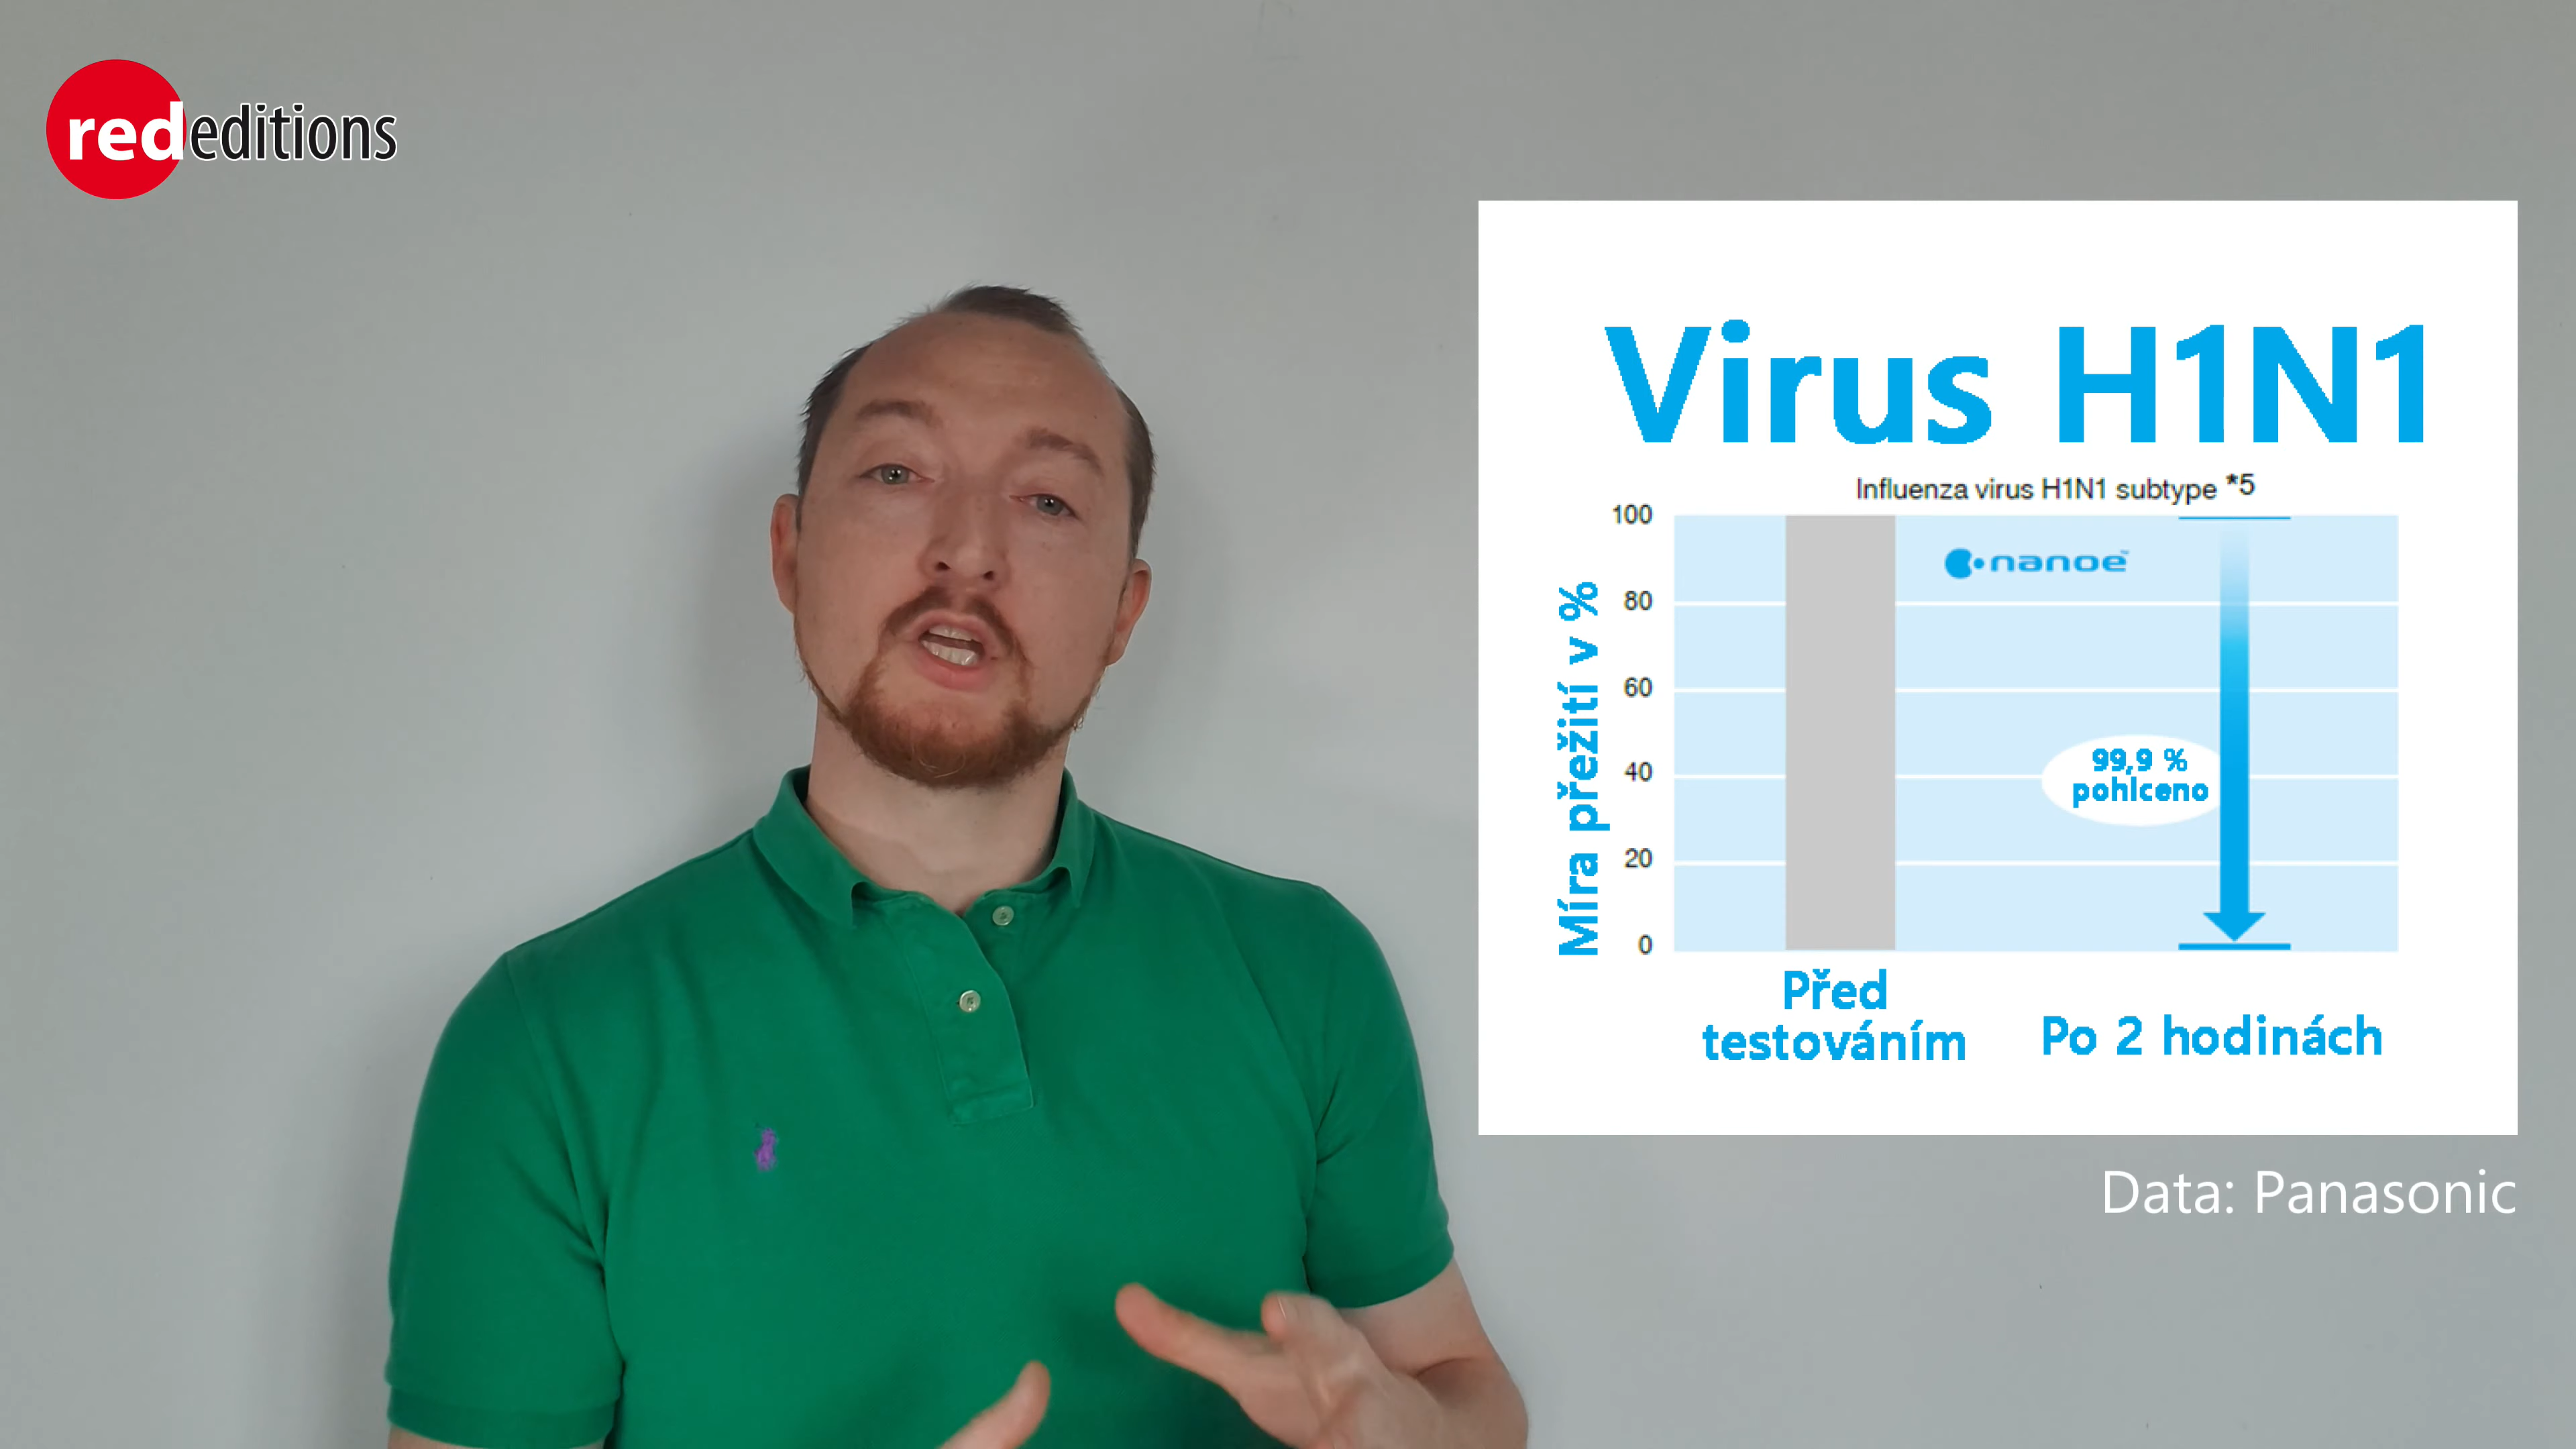 rededitions
Virus H1N1
Influenza virus H1N1 subtype *5
100
nanoe™
80
60
40
20
0
Míra přežití v %
99,9 %
pohlceno
Před
testováním
Po 2 hodinách
Data: Panasonic